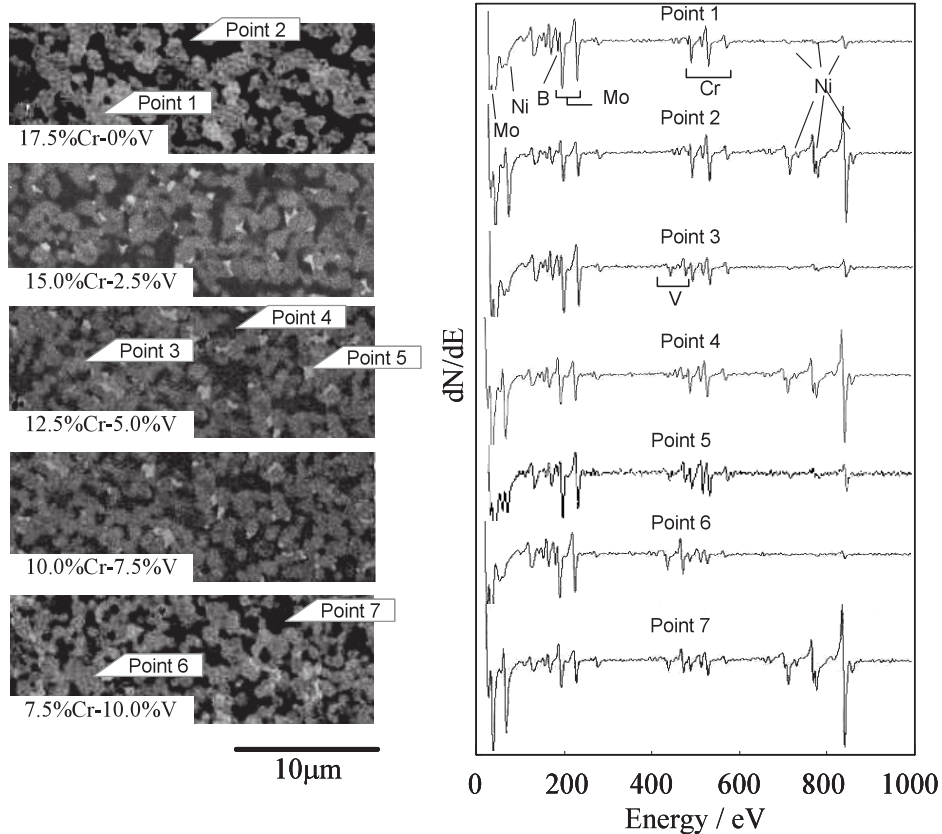 Point 2
Point 1
17.5%Cr-0%V
15.0%Cr-2.5%V
Point 4
Point 3
Point 5
12.5%Cr-5.0%V
10.0%Cr-7.5%V
Point 7
Point 6
7.5%Cr-10.0%V
10μm
dN/dE
Point 1
B
Mo
Cr
Ni
Ni
Mo
Point 2
Point 3
V
Point 4
Point 5
Point 6
Point 7
0 200 400 600 800 1000
Energy / eV